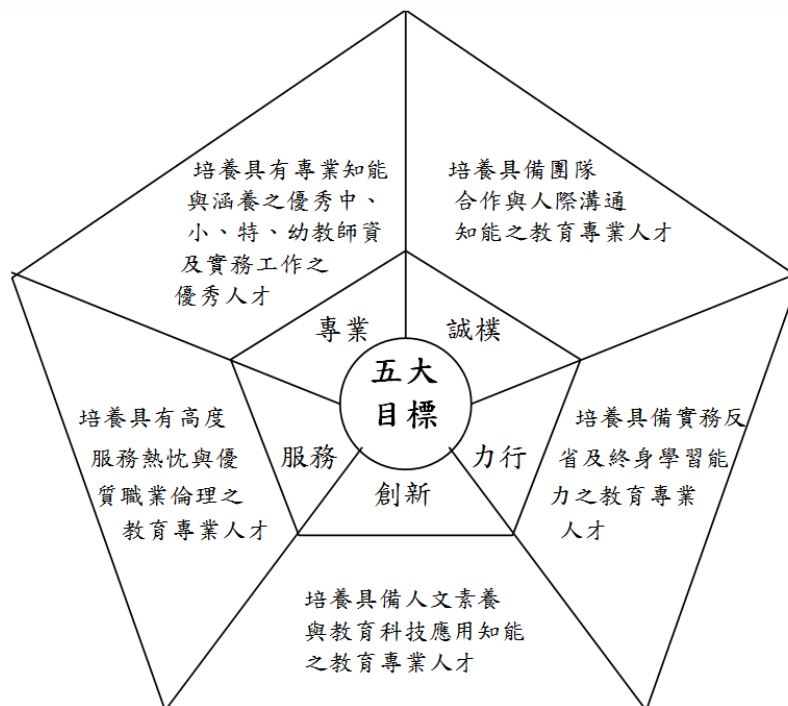 培養具有專業知能
與涵養之優秀中、
小、特、幼教師資
及實務工作之
優秀人才
培養具備團隊
合作與人際溝通
知能之教育專業人才
專業
誠樸
五大
目標
培養具有高度
服務熱忱與優
質職業倫理之
教育專業人才
服務
力行
培養具備實務反
省及終身學習能
力之教育專業
人才
創新
培養具備人文素養
與教育科技應用知能
之教育專業人才